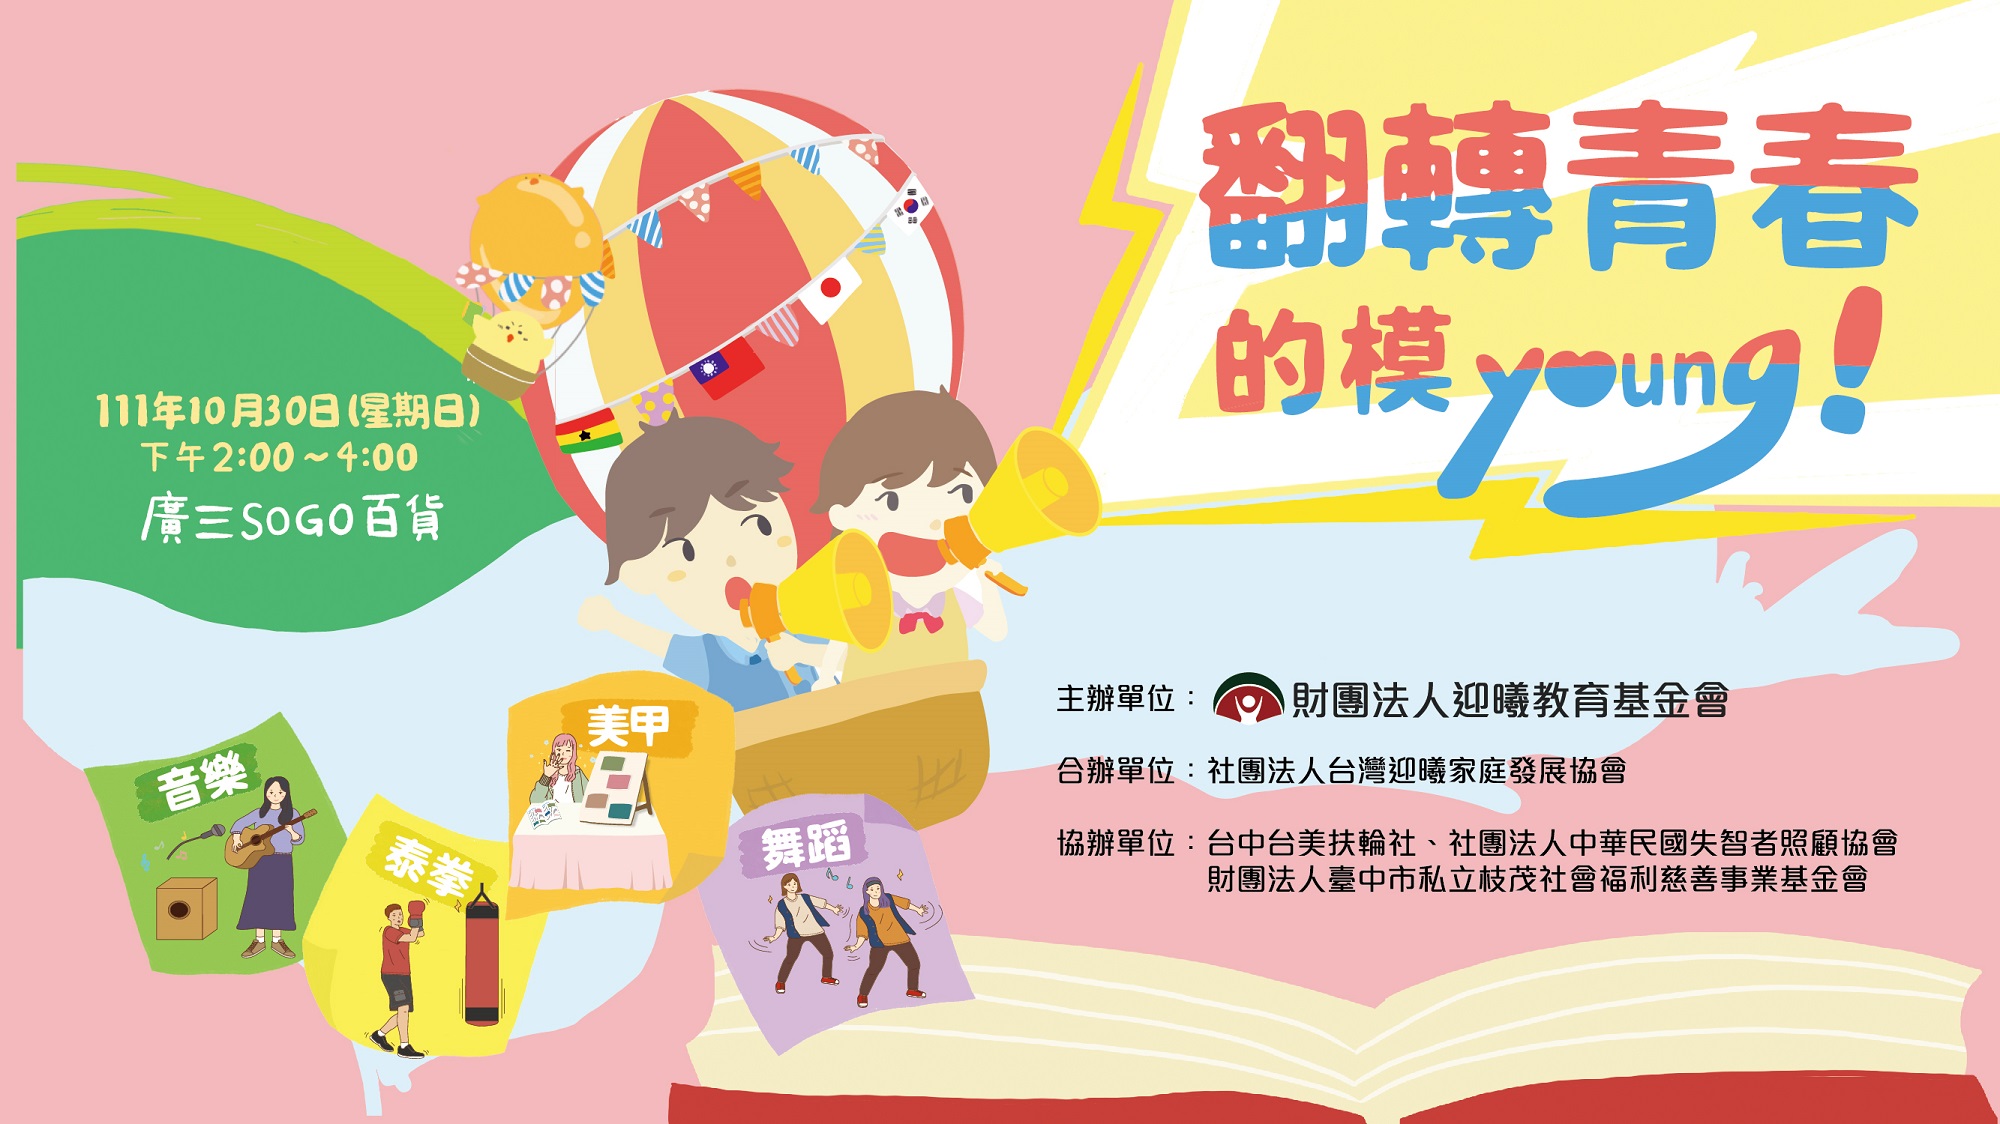 翻轉青春
的模young!
111年10月30日(星期日)
下午2:00~4:00
廣三SOGO百貨
音樂
泰拳
美甲
舞蹈
主辦單位：財團法人迎曦教育基金會
合辦單位：社團法人台灣迎曦家庭發展協會
協辦單位：台中台美扶輪社、社團法人中華民國失智者照顧協會
財團法人臺中市私立枝茂社會福利慈善事業基金會